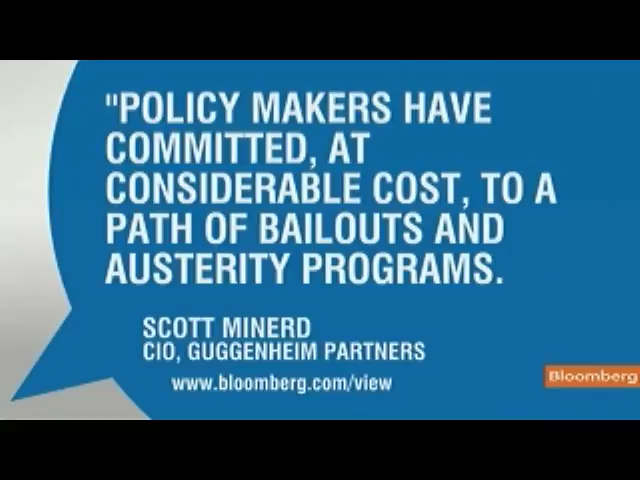 "POLICY MAKERS HAVE
COMMITTED, AT
CONSIDERABLE COST, TO A
PATH OF BAILOUTS AND
AUSTERITY PROGRAMS.
SCOTT MINERD
CIO, GUGGENHEIM PARTNERS
www.bloomberg.com/view
Bloomberg